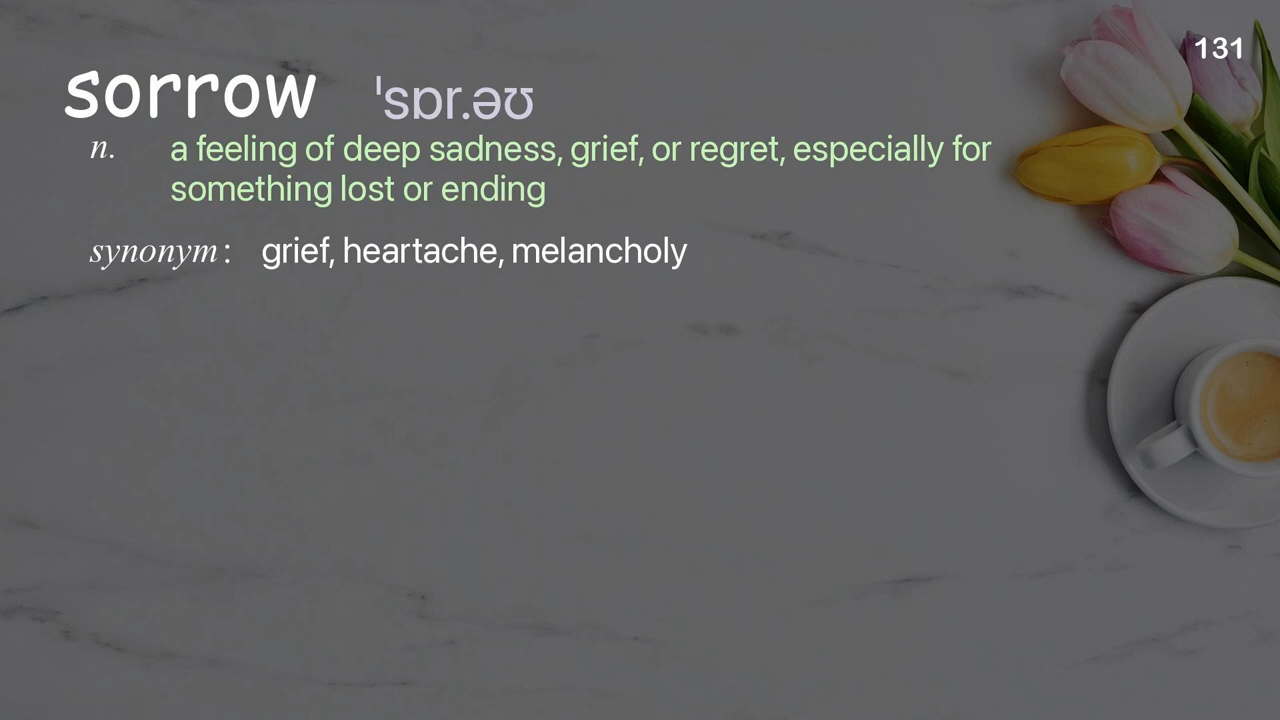 131
sorrow ˈsɒr.əʊ
n. a feeling of deep sadness, grief, or regret, especially for
something lost or ending
synonym : grief, heartache, melancholy